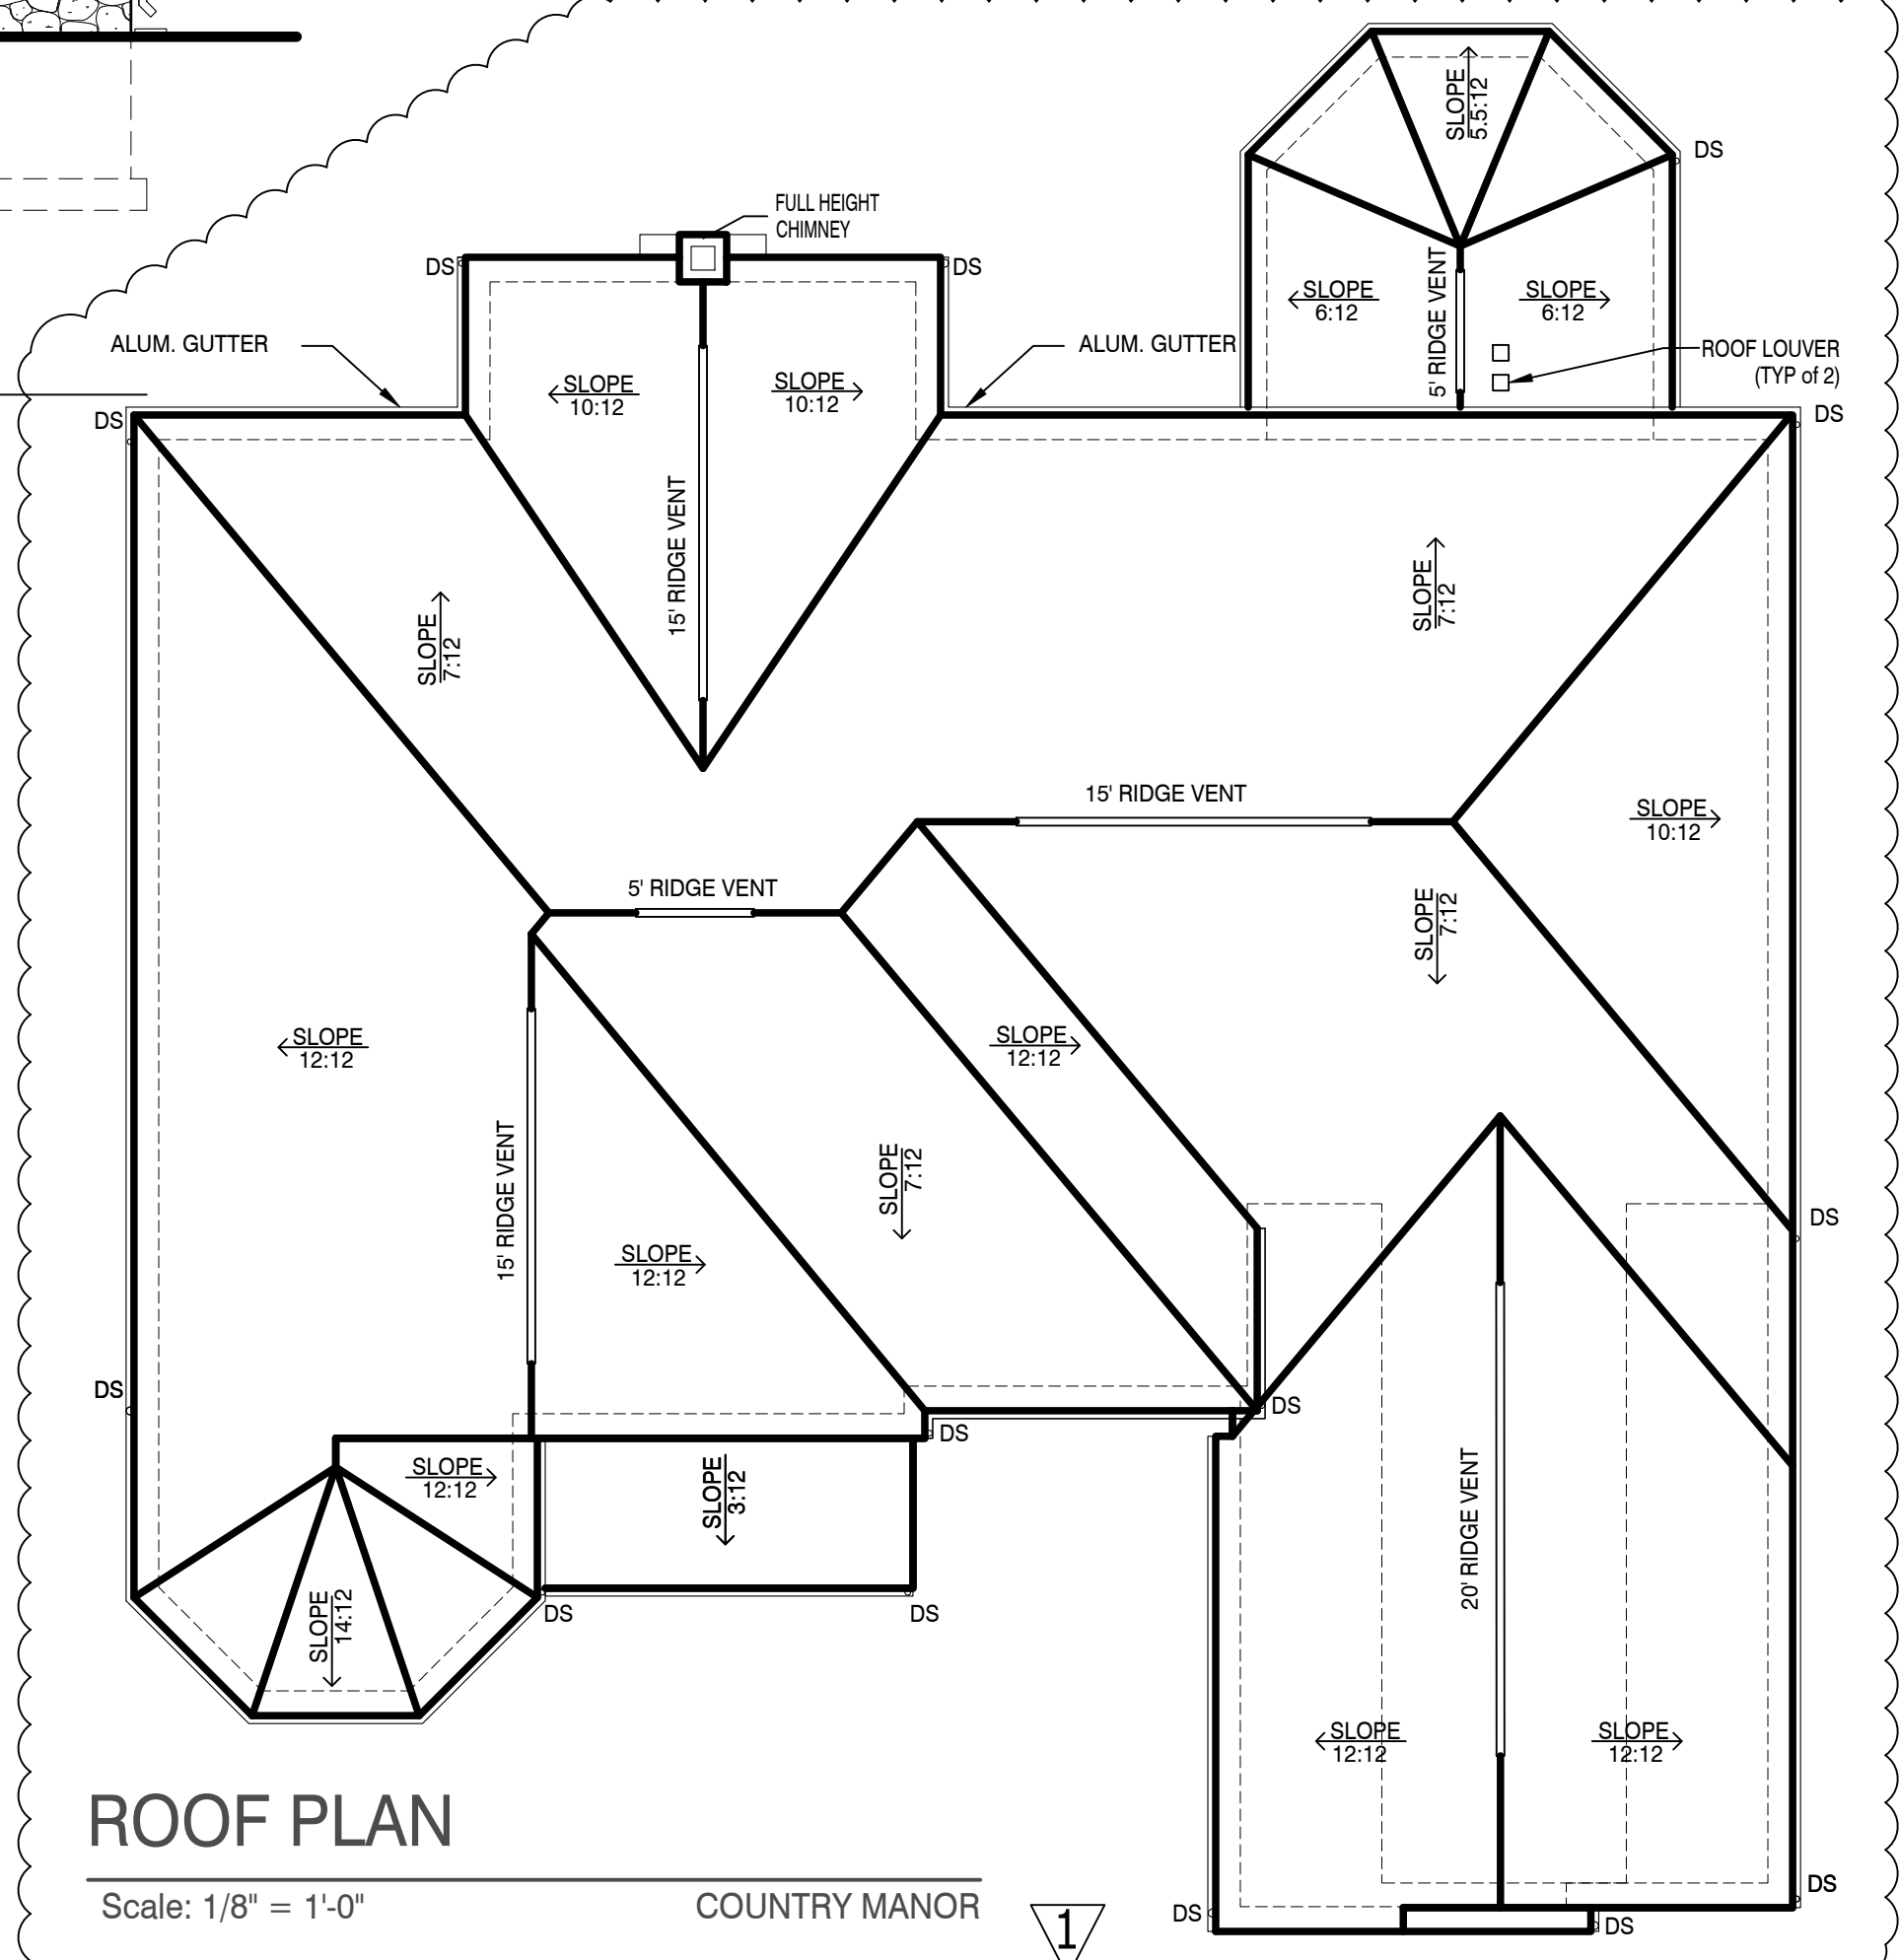 SLOPE
5.5:12
DS
FULL HEIGHT
CHIMNEY
DS
DS
5' RIDGE VENT
SLOPE
6:12
SLOPE
6:12
ALUM. GUTTER
ALUM. GUTTER
ROOF LOUVER
(TYP of 2)
SLOPE
10:12
SLOPE
10:12
DS
DS
15' RIDGE VENT
SLOPE
7:12
SLOPE
7:12
15' RIDGE VENT
SLOPE
10:12
5' RIDGE VENT
SLOPE
7:12
SLOPE
12:12
SLOPE
12:12
15' RIDGE VENT
SLOPE
7:12
SLOPE
12:12
DS
DS
DS
DS
SLOPE
12:12
SLOPE
3:12
20' RIDGE VENT
SLOPE
14:12
DS
DS
SLOPE
12:12
SLOPE
12:12
ROOF PLAN
Scale: 1/8" = 1'-0"
COUNTRY MANOR
1
DS
DS
DS